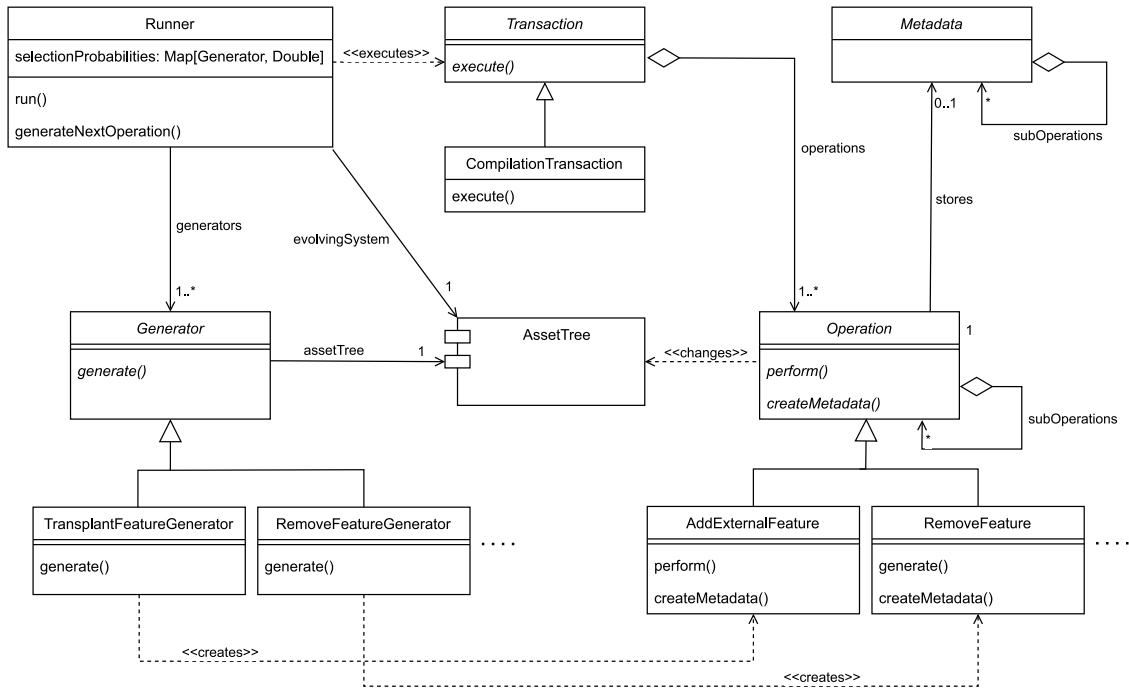 Runner
selectionProbabilities: Map[Generator, Double]
run()
generateNextOperation()
<<executes>>
Transaction
execute()
Metadata
0..1
*
subOperations
CompilationTransaction
execute()
operations
generators
evolvingSystem
stores
1..*
1
1..*
Generator
generate()
assetTree
1
AssetTree
<<changes>>
Operation
1
perform()
createMetadata()
subOperations
*
TransplantFeatureGenerator
generate()
RemoveFeatureGenerator
generate()
....
AddExternalFeature
perform()
createMetadata()
RemoveFeature
generate()
createMetadata()
....
<<creates>>
<<creates>>